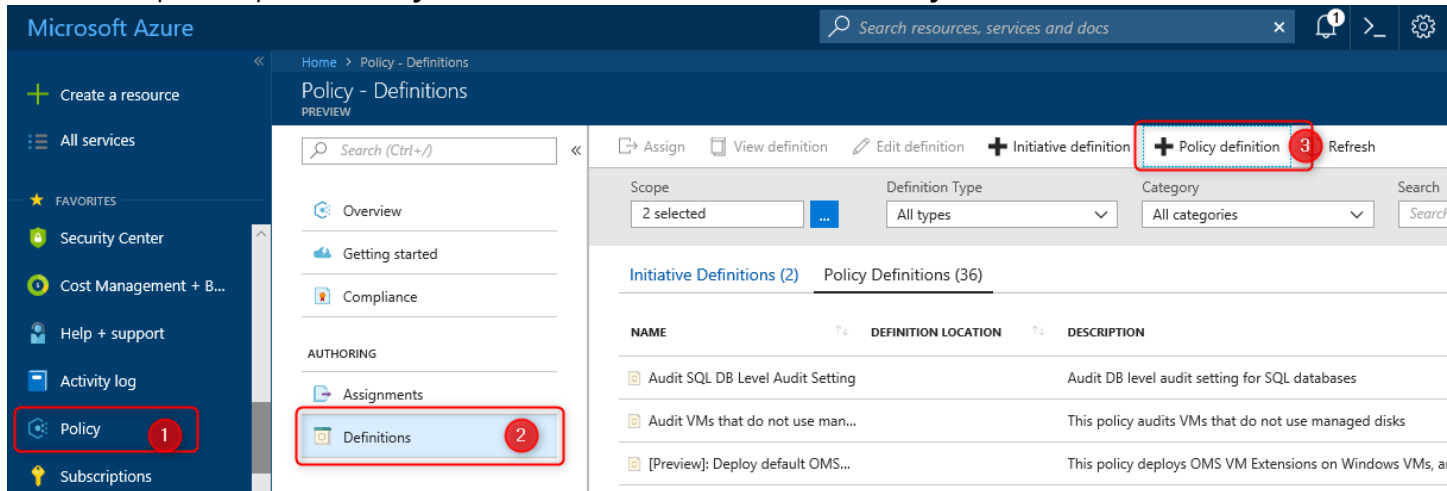 Microsoft Azure
Search resources, services and docs
1
Home > Policy - Definitions
Policy - Definitions
PREVIEW
Create a resource
All services
FAVORITES
Security Center
Cost Management + B...
Help + support
Activity log
Policy
1
Subscriptions
Search (Ctrl+/)
Overview
Getting started
Compliance
AUTHORING
Assignments
Definitions
2
Assign View definition Edit definition Initiative definition Policy definition 3 Refresh
Scope Definition Type Category Search
2 selected ... All types All categories Search
Initiative Definitions (2) Policy Definitions (36)
NAME DEFINITION LOCATION DESCRIPTION
Audit SQL DB Level Audit Setting Audit DB level audit setting for SQL databases
Audit VMs that do not use man... This policy audits VMs that do not use managed disks
[Preview]: Deploy default OMS... This policy deploys OMS VM Extensions on Windows VMs,